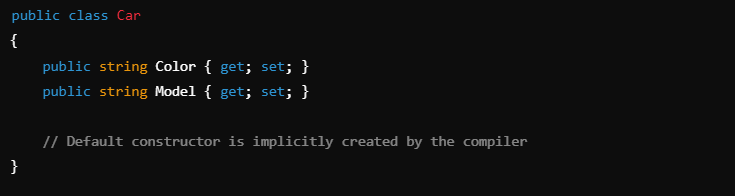 public class Car
{
    public string Color { get; set; }
    public string Model { get; set; }

    // Default constructor is implicitly created by the compiler
}